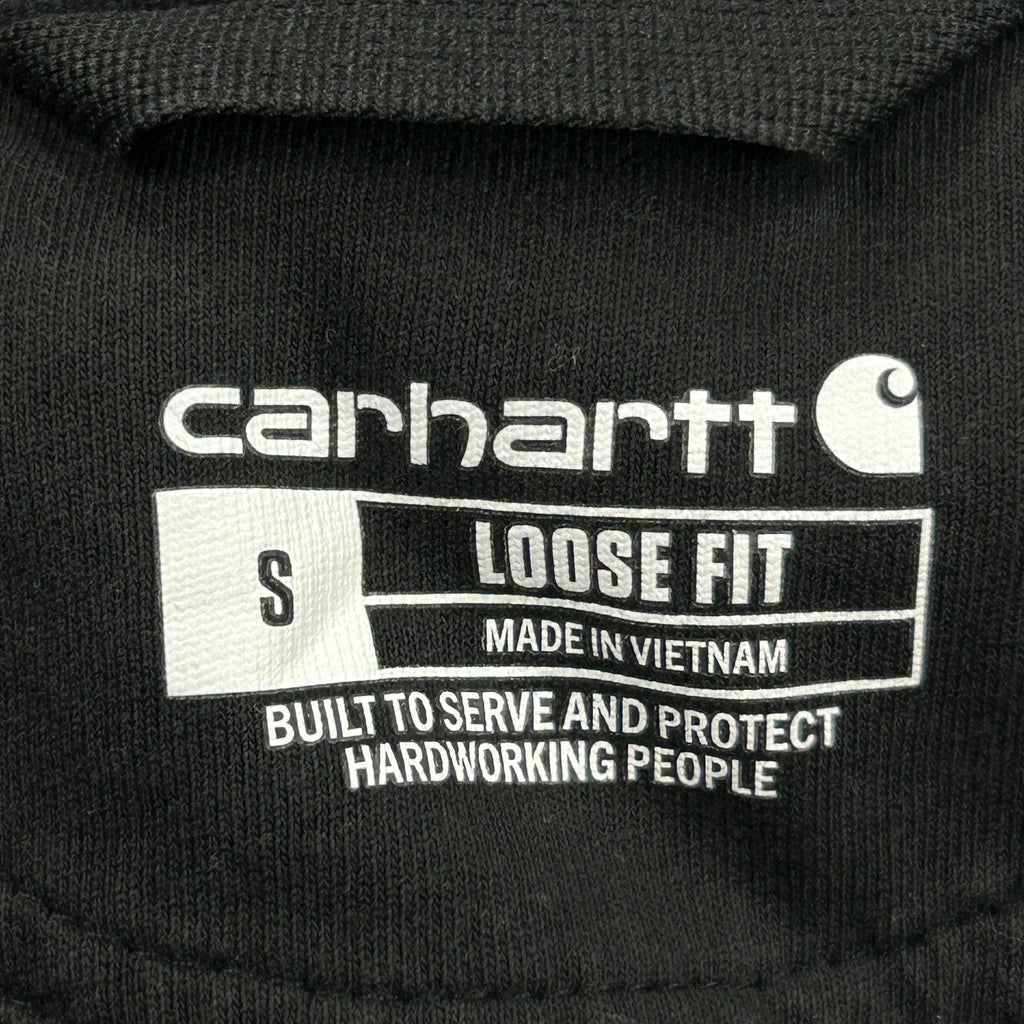 carhartt
S
LOOSE FIT
MADE IN VIETNAM
BUILT TO SERVE AND PROTECT
HARDWORKING PEOPLE